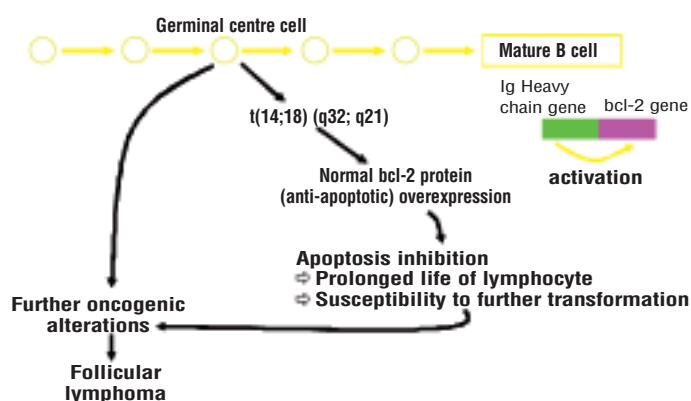 Germinal centre cell
Mature B cell
Ig Heavy
chain gene
bcl-2 gene
t(14;18) (q32; q21)
activation
Normal bcl-2 protein
(anti-apoptotic) overexpression
Apoptosis inhibition
⇨ Prolonged life of lymphocyte
⇨ Susceptibility to further transformation
Further oncogenic
alterations
Follicular
lymphoma